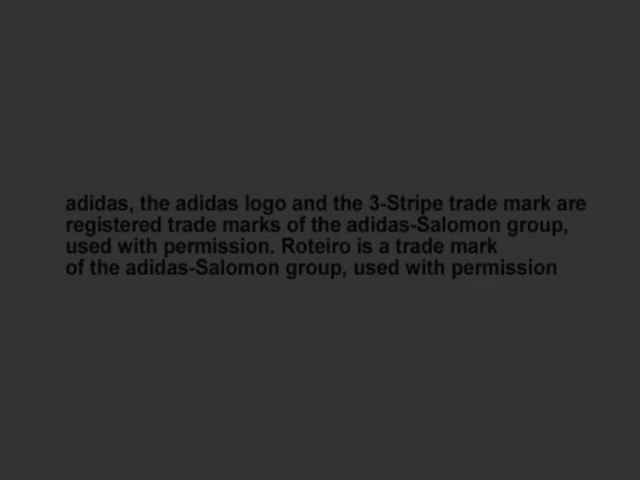 adidas, the adidas logo and the 3-Stripe trade mark are
registered trade marks of the adidas-Salomon group,
used with permission. Roteiro is a trade mark
of the adidas-Salomon group, used with permission